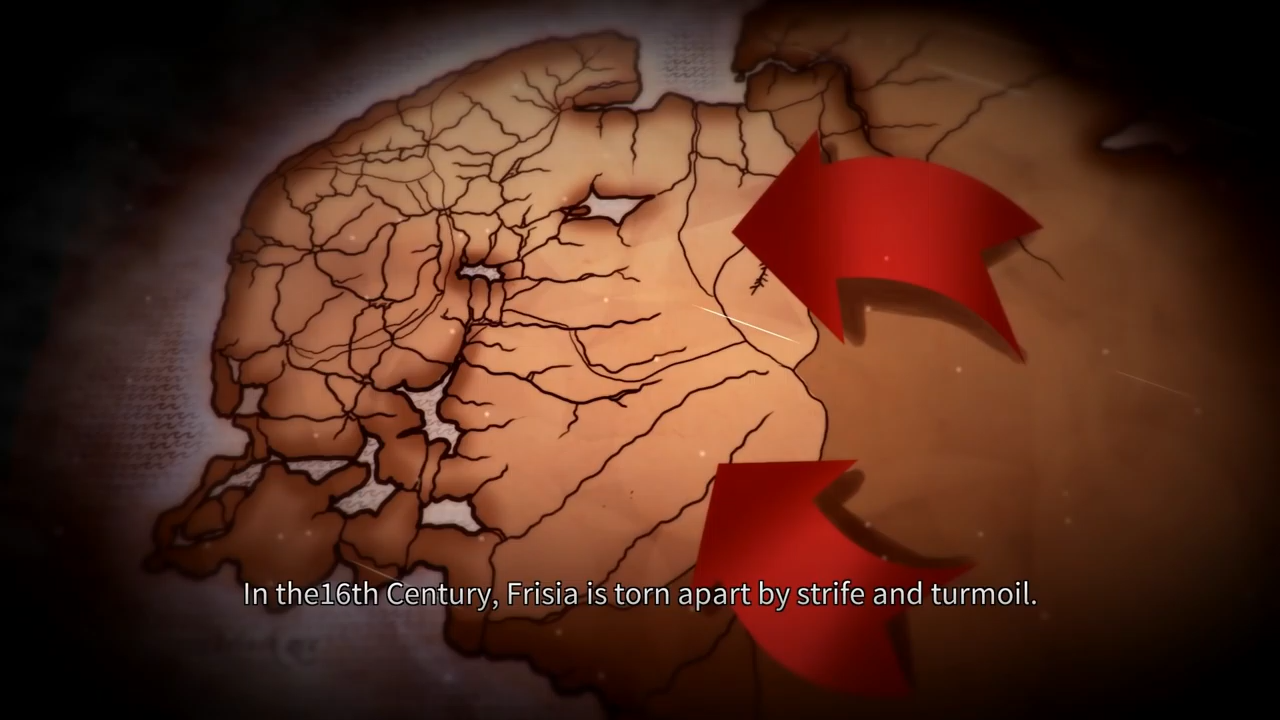 In the16th Century, Frisia is torn apart by strife and turmoil.